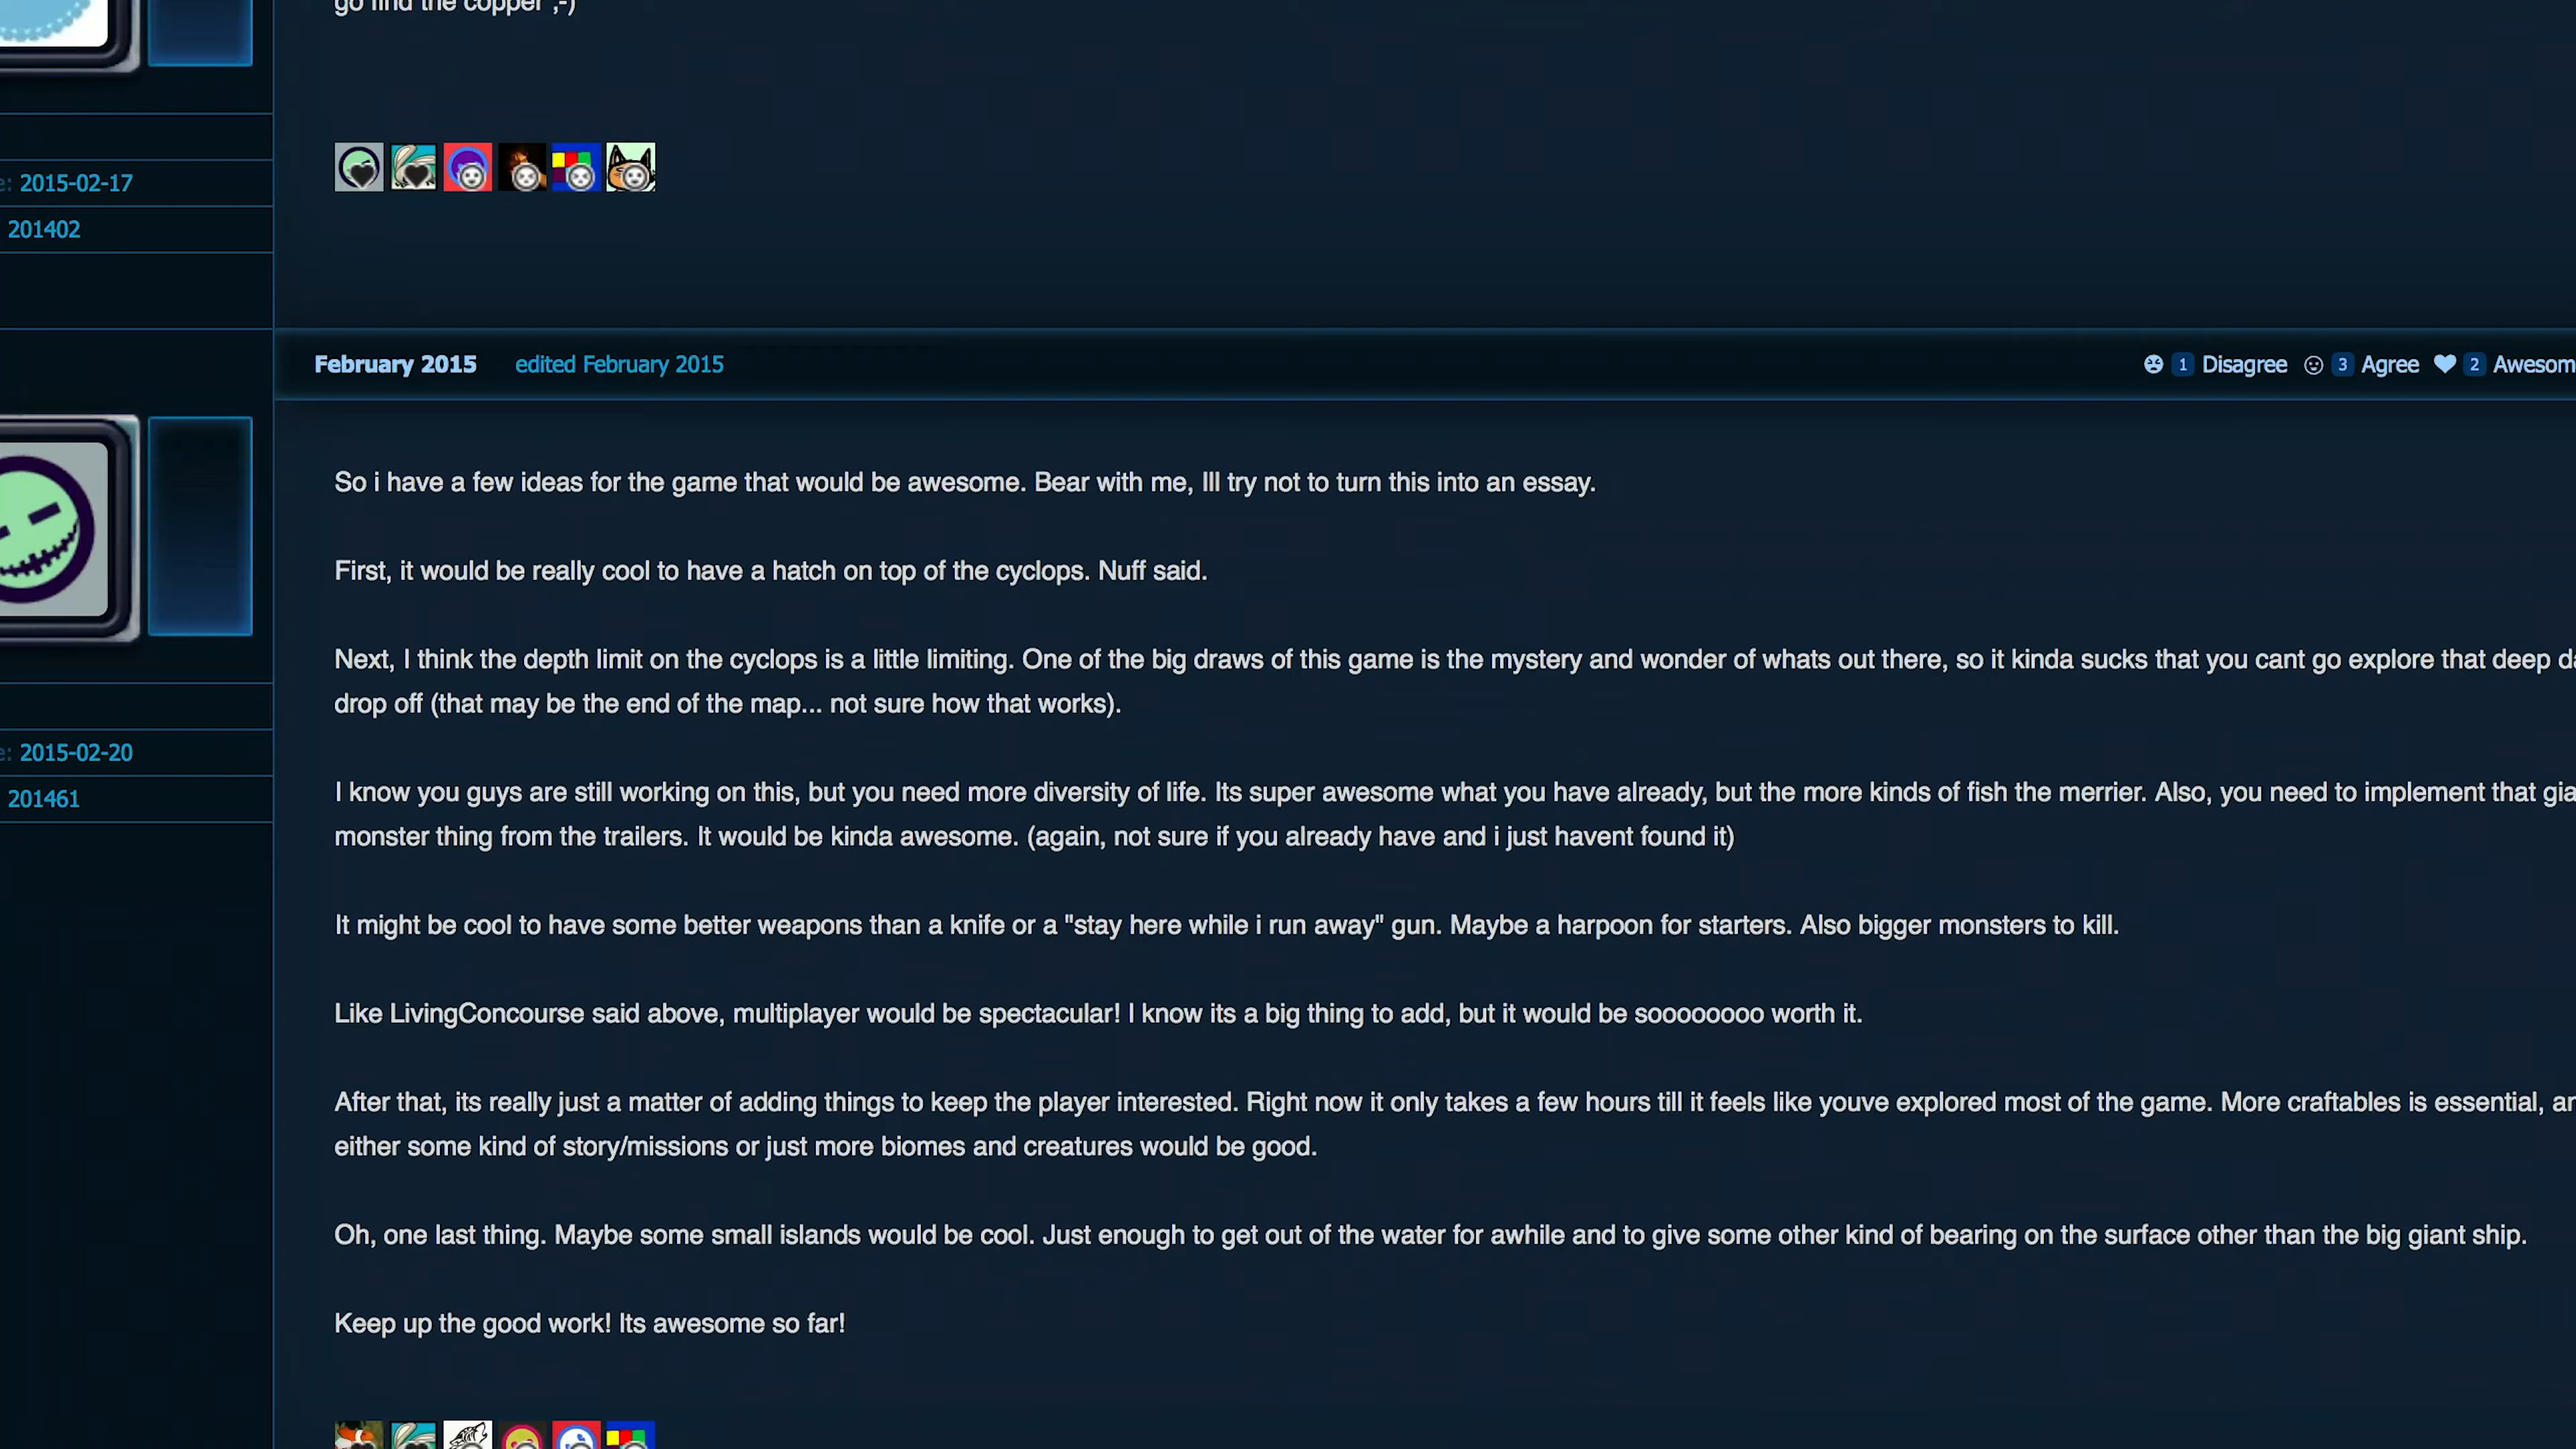 go find the copper ;-)
2015-02-17
201402
February 2015 edited February 2015 1 Disagree 3 Agree 2
So i have a few ideas for the game that would be awesome. Bear with me, Ill try not to turn this into an essay.
First, it would be really cool to have a hatch on top of the cyclops. Nuff said.
Next, I think the depth limit on the cyclops is a little limiting. One of the big draws of this game is the mystery and wonder of whats out there, so it kinda sucks that you cant go explore that deep
drop off (that may be the end of the map... not sure how that works).
2015-02-20
201461
I know you guys are still working on this, but you need more diversity of life. Its super awesome what you have already, but the more kinds of fish the merrier. Also, you need to implement that
monster thing from the trailers. It would be kinda awesome. (again, not sure if you already have and i just havent found it)
It might be cool to have some better weapons than a knife or a "stay here while i run away" gun. Maybe a harpoon for starters. Also bigger monsters to kill.
Like LivingConcourse said above, multiplayer would be spectacular! I know its a big thing to add, but it would be soooooooo worth it.
After that, its really just a matter of adding things to keep the player interested. Right now it only takes a few hours till it feels like youve explored most of the game. More craftables is essential,
either some kind of story/missions or just more biomes and creatures would be good.
Oh, one last thing. Maybe some small islands would be cool. Just enough to get out of the water for awhile and to give some other kind of bearing on the surface other than the big giant ship.
Keep up the good work! Its awesome so far!